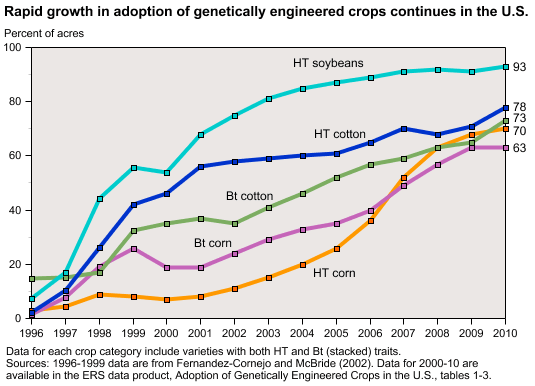 Rapid growth in adoption of genetically engineered crops continues in the U.S.
Percent of acres
100
80
60
40
20
0
HT soybeans
HT cotton
Bt cotton
Bt corn
HT corn
93
78
73
70
63
1996 1997 1998 1999 2000 2001 2002 2003 2004 2005 2006 2007 2008 2009 2010
Data for each crop category include varieties with both HT and Bt (stacked) traits.
Sources: 1996-1999 data are from Fernandez-Cornejo and McBride (2002). Data for 2000-10 are
available in the ERS data product, Adoption of Genetically Engineered Crops in the U.S., tables 1-3.